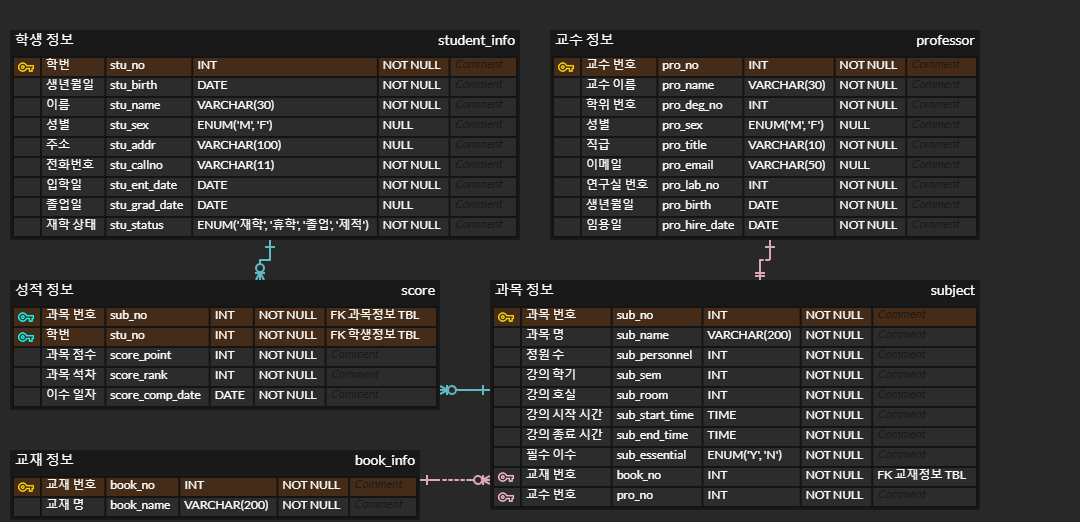 학생 정보 student_info
학번 stu_no INT NOT NULL Comment
생년월일 stu_birth DATE NOT NULL Comment
이름 stu_name VARCHAR(30) NOT NULL Comment
성별 stu_sex ENUM('M', 'F') NULL Comment
주소 stu_addr VARCHAR(100) NULL Comment
전화번호 stu_callno VARCHAR(11) NOT NULL Comment
입학일 stu_ent_date DATE NOT NULL Comment
졸업일 stu_grad_date DATE NULL Comment
재학 상태 stu_status ENUM('재학', '휴학', '졸업', '제적') NOT NULL Comment
교수 정보 professor
교수 번호 pro_no INT NOT NULL Comment
교수 이름 pro_name VARCHAR(30) NOT NULL Comment
학위 번호 pro_deg_no INT NOT NULL Comment
성별 pro_sex ENUM('M', 'F') NULL Comment
직급 pro_title VARCHAR(10) NOT NULL Comment
이메일 pro_email VARCHAR(50) NULL Comment
연구실 번호 pro_lab_no INT NOT NULL Comment
생년월일 pro_birth DATE NOT NULL Comment
임용일 pro_hire_date DATE NOT NULL Comment
성적 정보 score
과목 번호 sub_no INT NOT NULL FK 과목정보 TBL
학번 stu_no INT NOT NULL FK 학생정보 TBL
과목 점수 score_point INT NOT NULL Comment
과목 석차 score_rank INT NOT NULL Comment
이수 일자 score_comp_date DATE NOT NULL Comment
과목 정보 subject
과목 번호 sub_no INT NOT NULL Comment
과목 명 sub_name VARCHAR(200) NOT NULL Comment
정원 수 sub_personnel INT NOT NULL Comment
강의 학기 sub_sem INT NOT NULL Comment
강의 호실 sub_room INT NOT NULL Comment
강의 시작 시간 sub_start_time TIME NOT NULL Comment
강의 종료 시간 sub_end_time TIME NOT NULL Comment
필수 이수 sub_essential ENUM('Y', 'N') NOT NULL Comment
교재 번호 book_no INT NOT NULL FK 교재정보 TBL
교수 번호 pro_no INT NOT NULL Comment
교재 정보 book_info
교재 번호 book_no INT NOT NULL Comment
교재 명 book_name VARCHAR(200) NOT NULL Comment